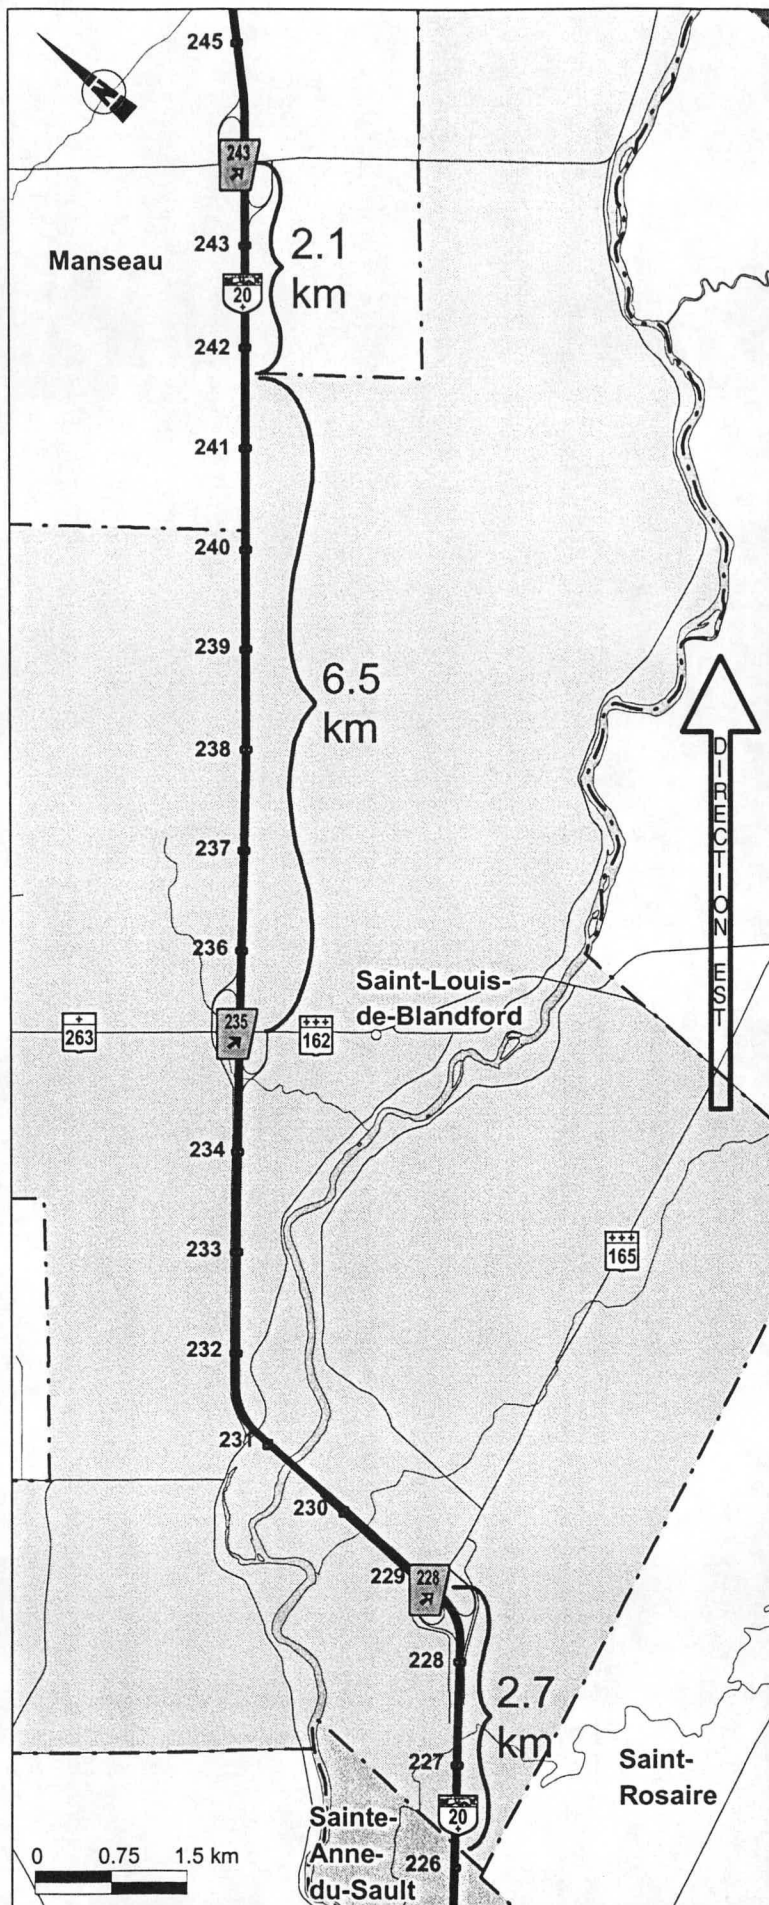 245
N
243
Manseau
243
2.1
km
20
242
241
240
239
6.5
km
238
237
236
DIRECTION EST
Saint-Louis-
de-Blandford
263
235
162
234
233
165
232
231
230
229
228
228
2.7
km
227
Saint-
Rosaire
20
Sainte-
Anne-
du-Sault
226
0 0.75 1.5 km